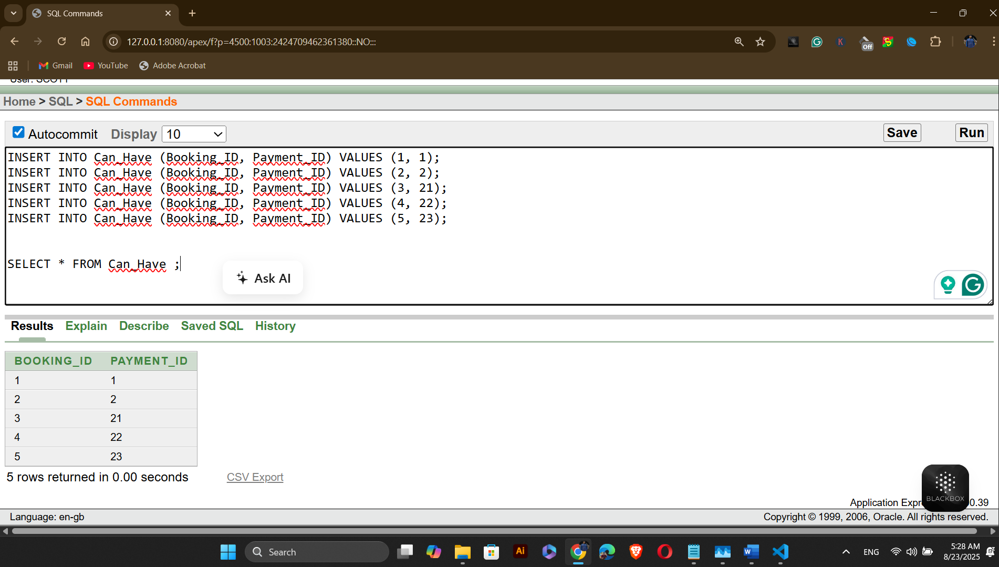 SQL Commands
127.0.0.1:8080/apex/f?p=4500:1003:2424709462361380::NO:::
K
Off
S
Gmail
YouTube
Adobe Acrobat
User: SCOTT
Home > SQL > SQL Commands
Autocommit
Display
10
Save
Run
INSERT INTO Can_Have (Booking_ID, Payment_ID) VALUES (1, 1);
INSERT INTO Can_Have (Booking_ID, Payment_ID) VALUES (2, 2);
INSERT INTO Can_Have (Booking_ID, Payment_ID) VALUES (3, 21);
INSERT INTO Can_Have (Booking_ID, Payment_ID) VALUES (4, 22);
INSERT INTO Can_Have (Booking_ID, Payment_ID) VALUES (5, 23);
SELECT * FROM Can_Have ;
Ask AI
Results Explain Describe Saved SQL History
BOOKING_ID PAYMENT_ID
1 1
2 2
3 21
4 22
5 23
5 rows returned in 0.00 seconds
CSV Export
BLACKBOX
Application Expr
0.39
Language: en-gb
Copyright © 1999, 2006, Oracle. All rights reserved.
Search
Ai
W
ENG
5:28 AM
8/23/2025